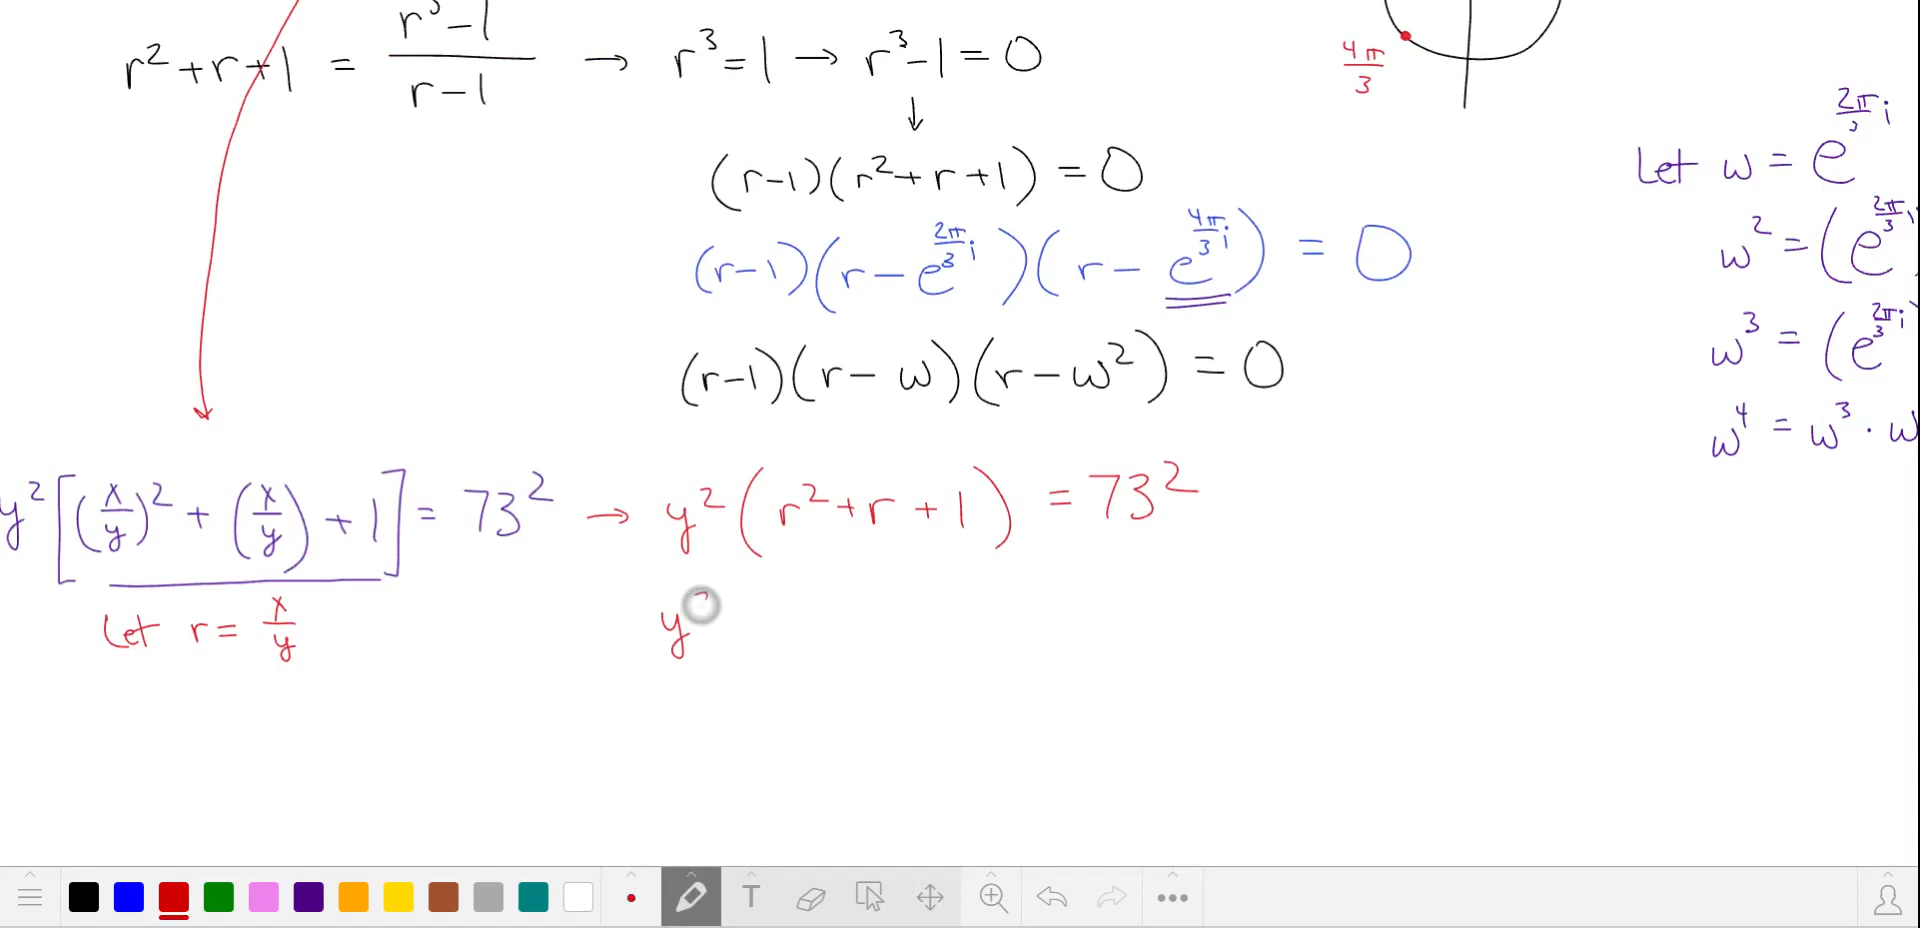 r² + r + 1 = (r³ − 1)/(r − 1) → r³ = 1 → r³ − 1 = 0
↓
(r−1)(r² + r + 1) = 0
(r−1)(r − e^(2π/3 i))(r − e^(4π/3 i)) = 0
(r−1)(r − ω)(r − ω²) = 0
4π/3
Let ω = e^(2π/3 i)
ω² = (e^(2π/3 i)
ω³ = (e^(2π/3 i)
ω⁴ = ω³ · ω
y² [(x/y)² + (x/y) + 1] = 73² → y² (r² + r + 1) = 73²
Let r = x/y
y
T